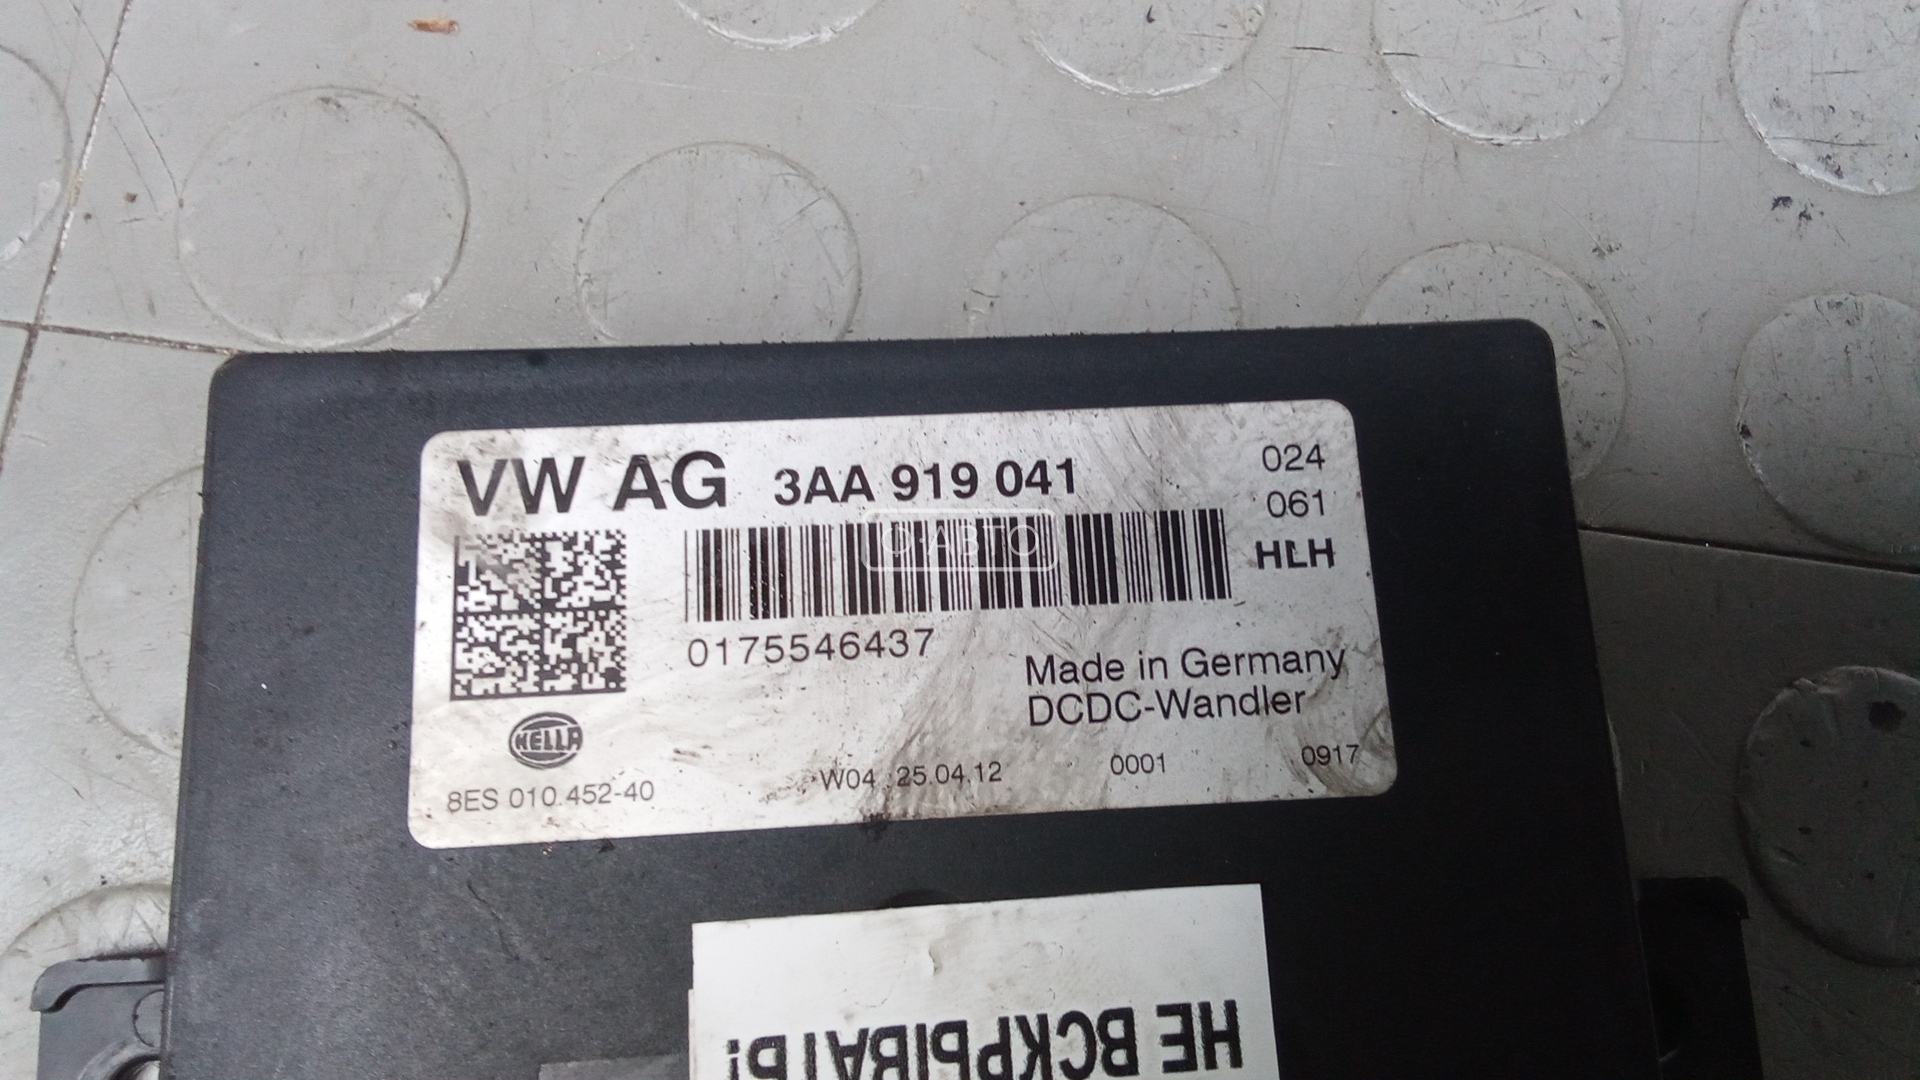 VW AG 3AA 919 041
024
061
HLH
О·АВТО
0175546437
Made in Germany
DCDC-Wandler
HELLA
8ES 010.452-40
W04 25.04.12 0001 0917
НЕ ВСКРЫВАТЬ!